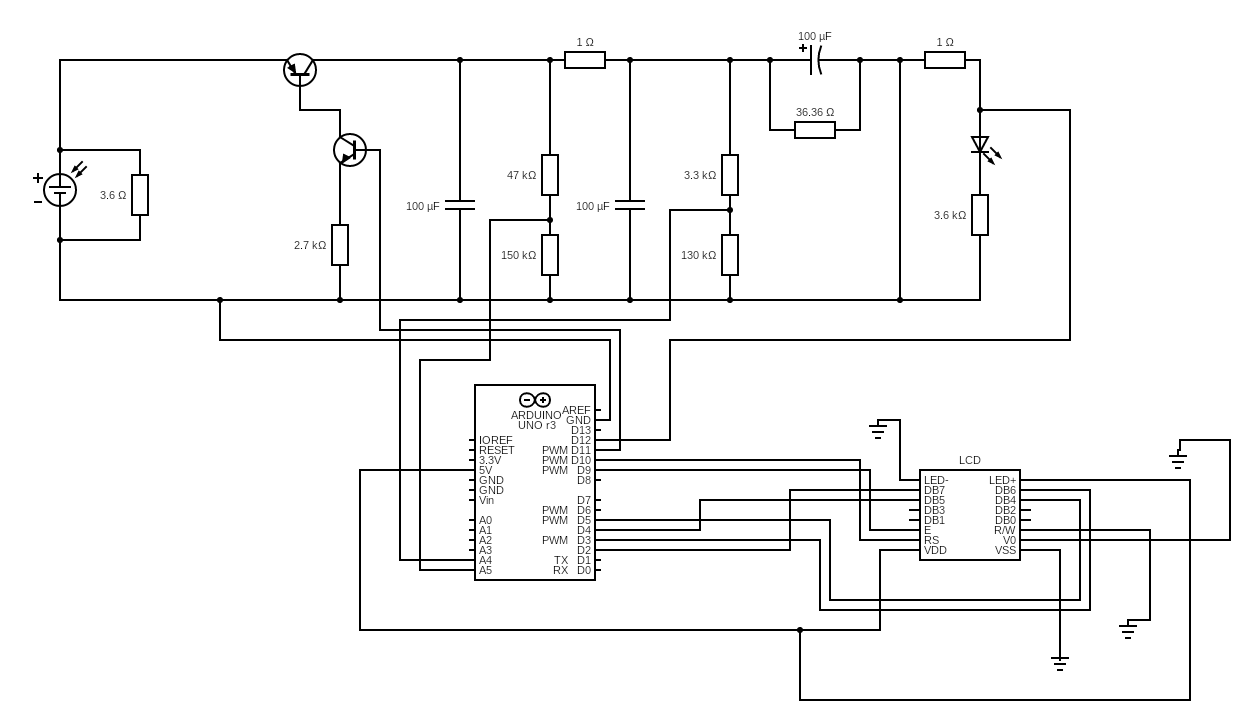 1 Ω
100 µF
1 Ω
36.36 Ω
3.6 Ω
2.7 kΩ
100 µF
47 kΩ
150 kΩ
100 µF
3.3 kΩ
130 kΩ
3.6 kΩ
ARDUINO
UNO r3
IOREF
RESET
3.3V
5V
GND
GND
Vin
A0
A1
A2
A3
A4
A5
AREF
GND
D13
D12
PWM D11
PWM D10
PWM D9
D8
D7
PWM D6
PWM D5
D4
PWM D3
D2
TX D1
RX D0
LCD
LED- LED+
DB7 DB6
DB5 DB4
DB3 DB2
DB1 DB0
E R/W
RS V0
VDD VSS